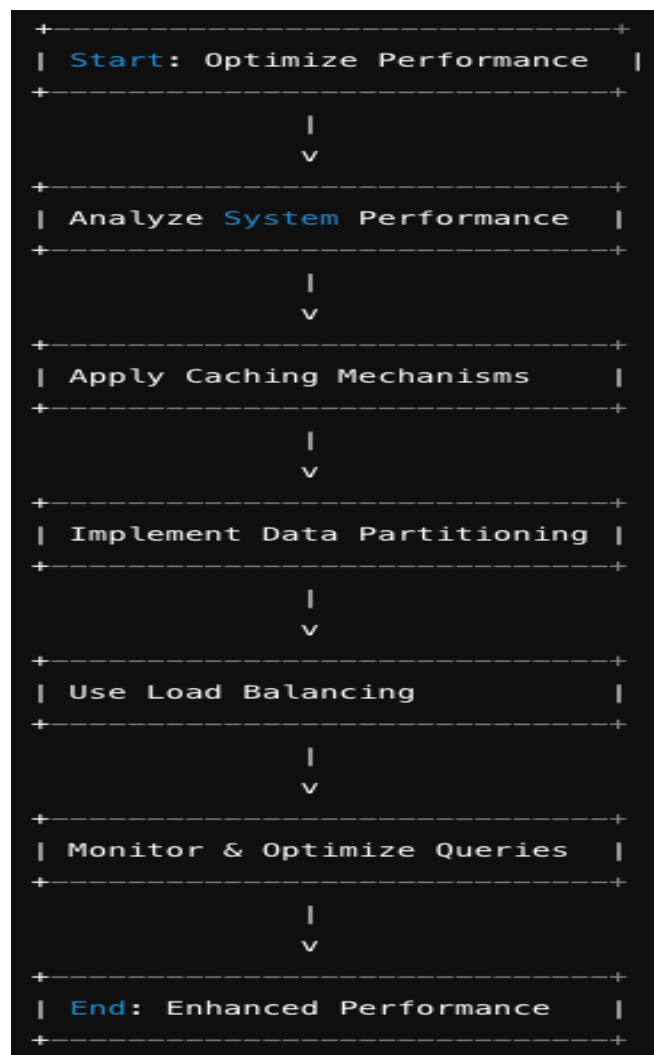 +-----------------------------+
| Start: Optimize Performance  |
+-----------------------------+
|
v
+-----------------------------+
| Analyze System Performance  |
+-----------------------------+
|
v
+-----------------------------+
| Apply Caching Mechanisms    |
+-----------------------------+
|
v
+-----------------------------+
| Implement Data Partitioning |
+-----------------------------+
|
v
+-----------------------------+
| Use Load Balancing          |
+-----------------------------+
|
v
+-----------------------------+
| Monitor & Optimize Queries  |
+-----------------------------+
|
v
+-----------------------------+
| End: Enhanced Performance   |
+-----------------------------+